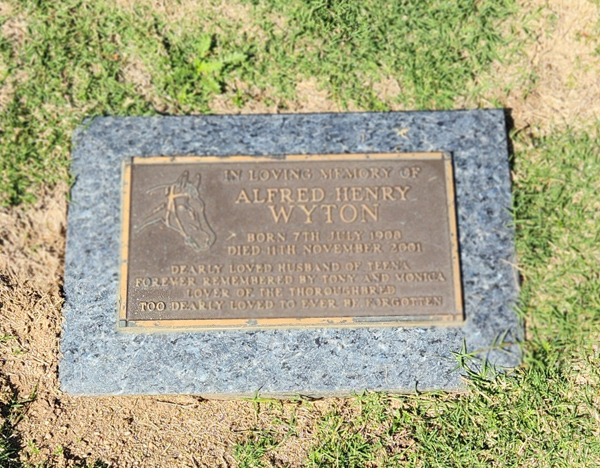 IN LOVING MEMORY OF
ALFRED HENRY
WYTON
BORN 7TH JULY 1908
DIED 11TH NOVEMBER 2001
DEARLY LOVED HUSBAND OF TEENA
FOREVER REMEMBERED BY TONY AND MONICA
LOVER OF THE THOROUGHBRED
TOO DEARLY LOVED TO EVER BE FORGOTTEN